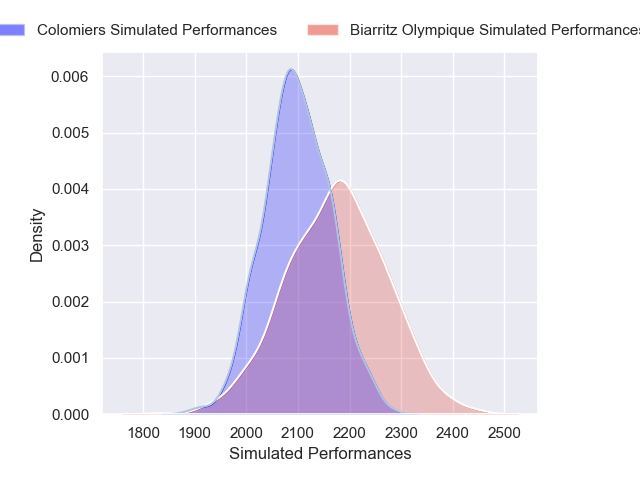 Colomiers Simulated Performances
Biarritz Olympique Simulated Performances
0.006
0.005
0.004
0.003
0.002
0.001
0.000
Density
1800 1900 2000 2100 2200 2300 2400 2500
Simulated Performances